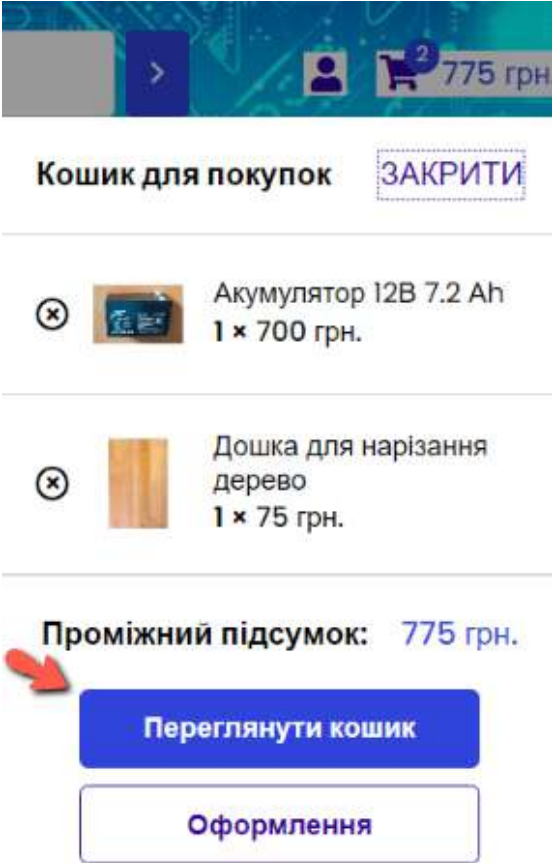 2
775 грн.
Кошик для покупок ЗАКРИТИ
Акумулятор 12В 7.2 Ah
1 × 700 грн.
Дошка для нарізання
дерево
1 × 75 грн.
Проміжний підсумок: 775 грн.
Переглянути кошик
Оформлення